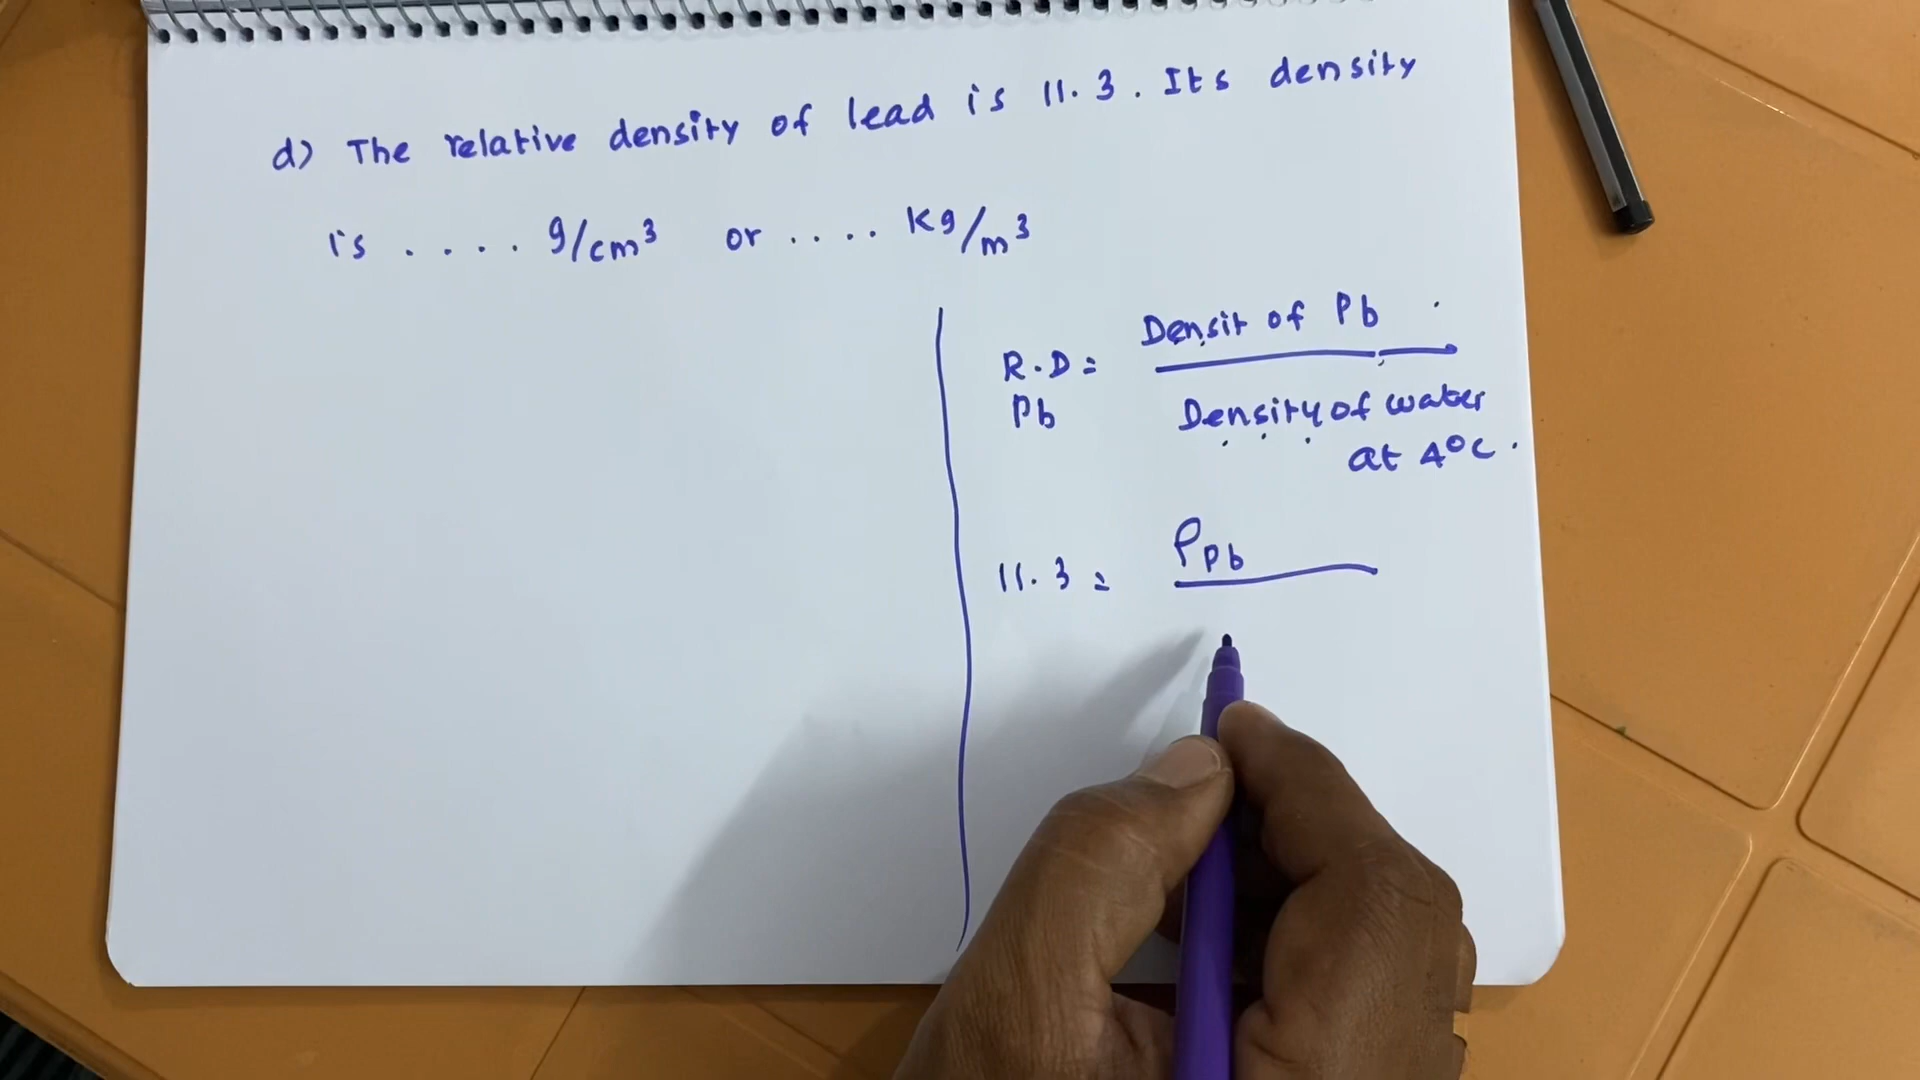 d) The relative density of lead is 11.3. Its density
is .... g/cm³ or .... kg/m³
Densit of Pb
R.D =
Pb
Density of water
at 4°C.
ρPb
11.3 =